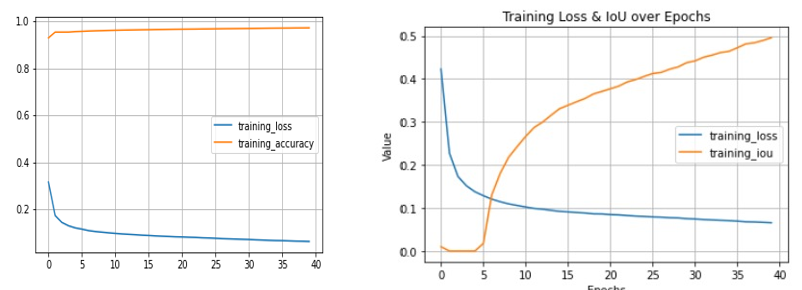 1.0
0.8
0.6
0.4
0.2
0 5 10 15 20 25 30 35 40
training_loss
training_accuracy
Training Loss & IoU over Epochs
Value
0.5
0.4
0.3
0.2
0.1
0.0
0 5 10 15 20 25 30 35 40
training_loss
training_iou
Epochs